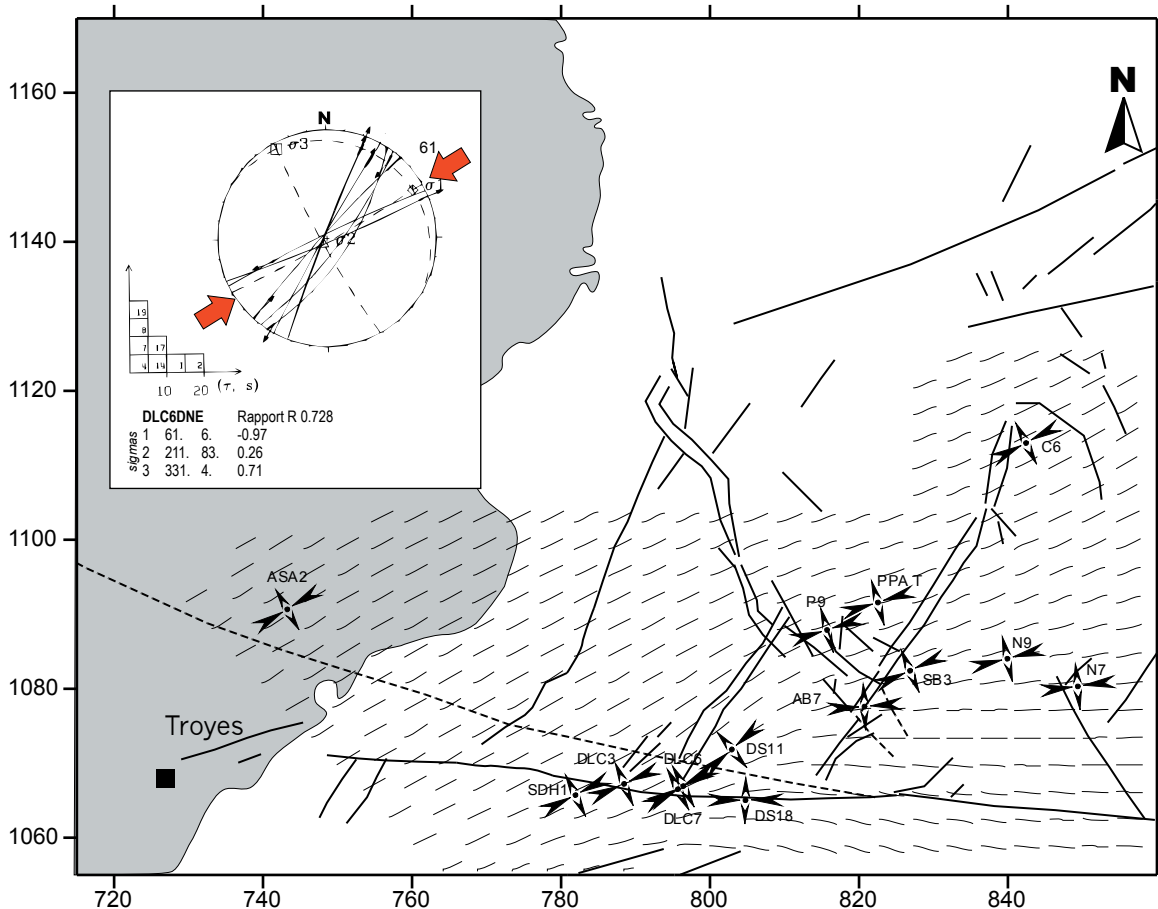 1160
1140
1120
1100
1080
1060
720
740
760
780
800
820
840
N
N
61
σ3
σ1
σ2
19
8
7 17
4 14 1 2
10 20 (τ, s)
DLC6DNE Rapport R 0.728
sigmas
1 61. 6. -0.97
2 211. 83. 0.26
3 331. 4. 0.71
C6
ASA2
PPA T
P9
N9
SB3
N7
AB7
Troyes
DS11
DLC3
DLC6
SDH1
DLC7
DS18